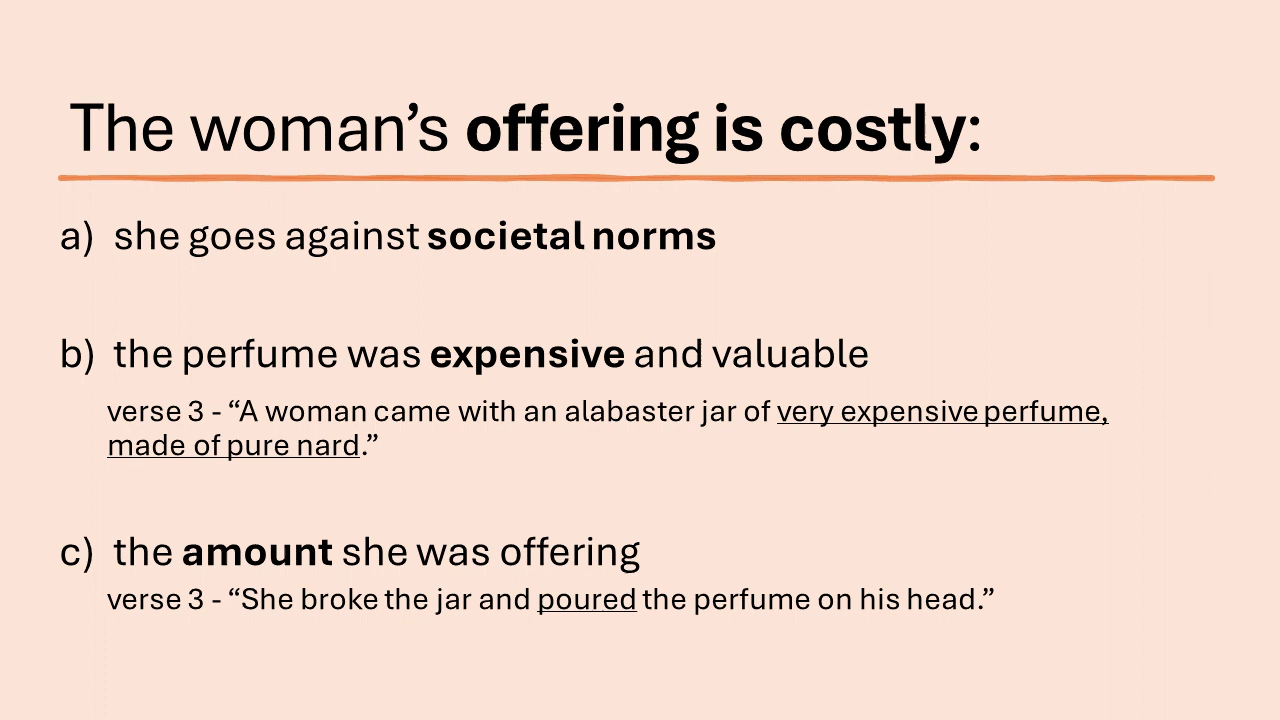 The woman’s offering is costly:
a) she goes against societal norms
b) the perfume was expensive and valuable
verse 3 - “A woman came with an alabaster jar of very expensive perfume,
made of pure nard.”
c) the amount she was offering
verse 3 - “She broke the jar and poured the perfume on his head.”